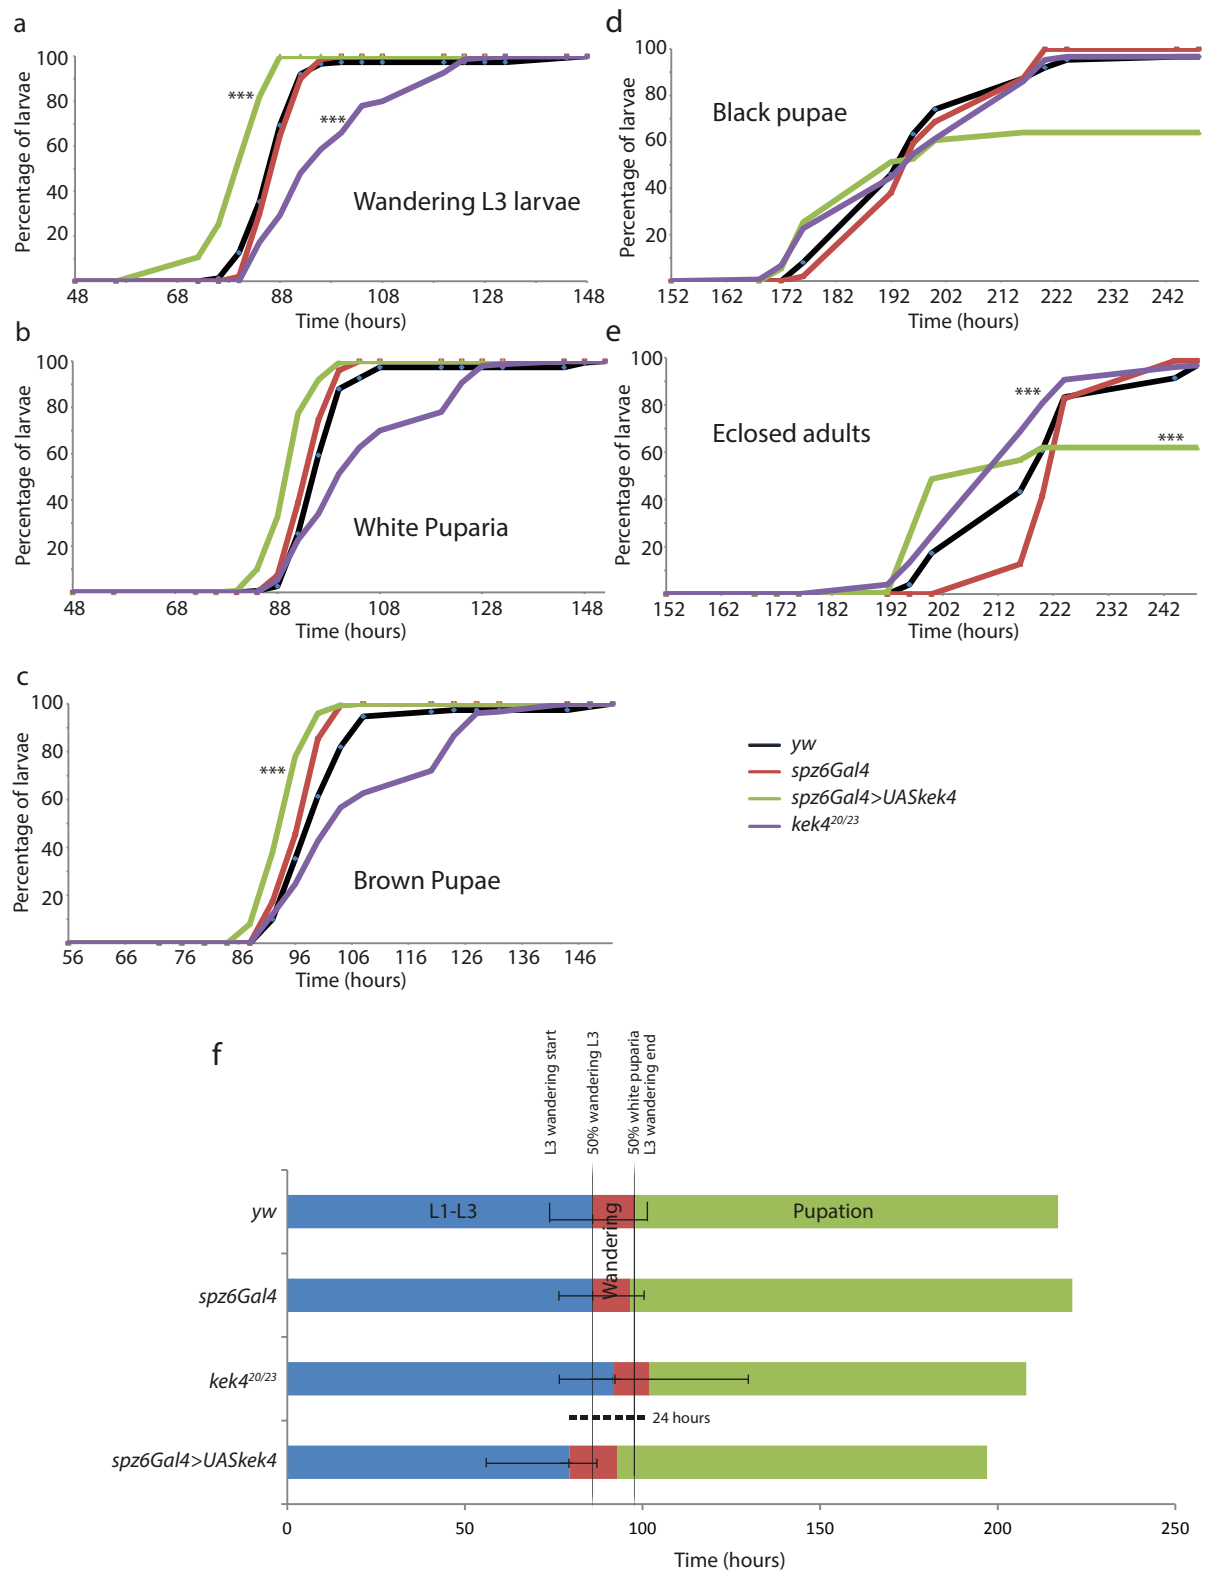 a
Percentage of larvae
100
80
60
40
20
***
***
Wandering L3 larvae
48 68 88 108 128 148
Time (hours)
b
Percentage of larvae
100
80
60
40
20
White Puparia
48 68 88 108 128 148
Time (hours)
c
Percentage of larvae
100
80
60
40
20
***
Brown Pupae
56 66 76 86 96 106 116 126 136 146
Time (hours)
d
Percentage of larvae
100
80
60
40
20
Black pupae
152 162 172 182 192 202 212 222 232 242
Time (hours)
e
Percentage of larvae
100
80
60
40
20
***
***
Eclosed adults
152 162 172 182 192 202 212 222 232 242
Time (hours)
yw
spz6Gal4
spz6Gal4>UASkek4
kek420/23
f
L3 wandering start
50% wandering L3
50% white puparia
L3 wandering end
yw
L1-L3
Wandering
Pupation
spz6Gal4
kek420/23
24 hours
spz6Gal4>UASkek4
0 50 100 150 200 250
Time (hours)